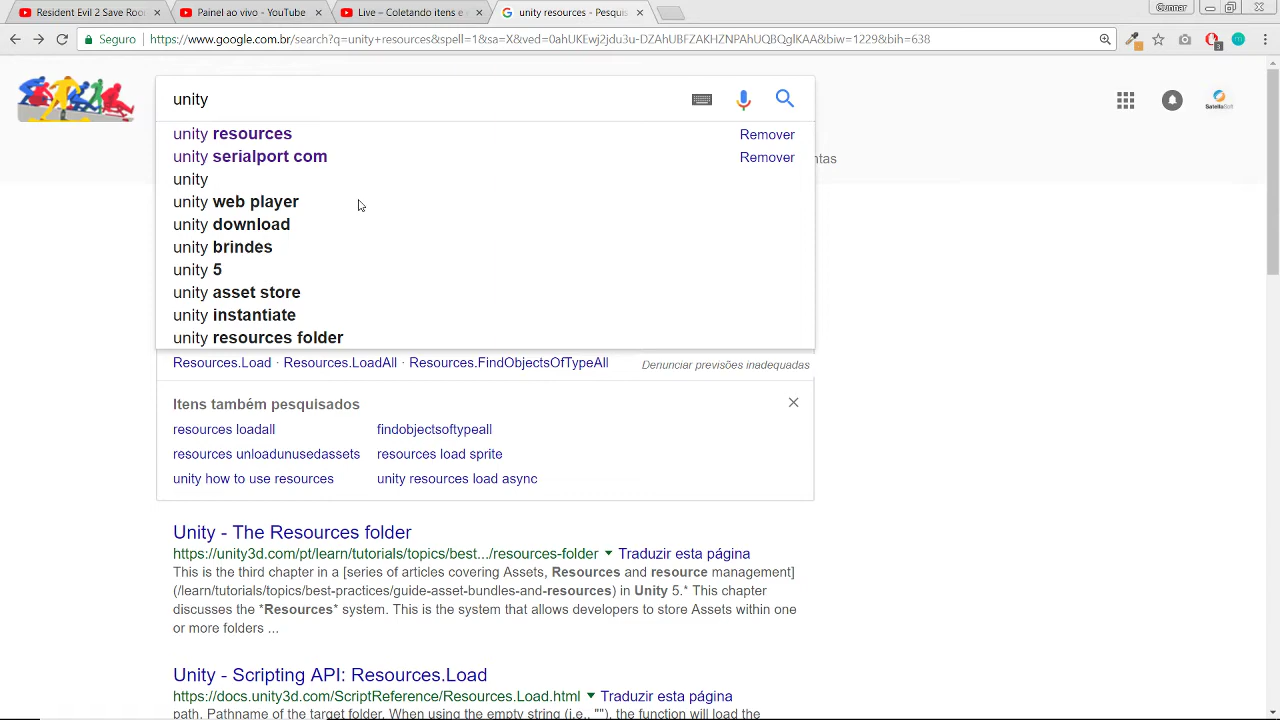 Resident Evil 2 Save Roo
Painel ao vivo - YouTube
Live – Coletando itens e
unity resources - Pesquis
Seguro
https://www.google.com.br/search?q=unity+resources&spell=1&sa=X&ved=0ahUKEwj2jdu3u-DZAhUBFZAKHZNPAhUQBQglKAA&biw=1229&bih=638
3
unity
unity resources Remover
unity serialport com Remover
ntas
unity
unity web player
unity download
unity brindes
unity 5
unity asset store
unity instantiate
unity resources folder
Resources.Load · Resources.LoadAll · Resources.FindObjectsOfTypeAll
Denunciar previsões inadequadas
Itens também pesquisados
resources loadall findobjectsoftypeall
resources unloadunusedassets resources load sprite
unity how to use resources unity resources load async
Unity - The Resources folder
https://unity3d.com/pt/learn/tutorials/topics/best.../resources-folder ▼ Traduzir esta página
This is the third chapter in a [series of articles covering Assets, Resources and resource management]
(/learn/tutorials/topics/best-practices/guide-asset-bundles-and-resources) in Unity 5.* This chapter
discusses the *Resources* system. This is the system that allows developers to store Assets within one
or more folders ...
Unity - Scripting API: Resources.Load
https://docs.unity3d.com/ScriptReference/Resources.Load.html ▼ Traduzir esta página
path. Pathname of the target folder. When using the empty string (i.e., ""), the function will load the